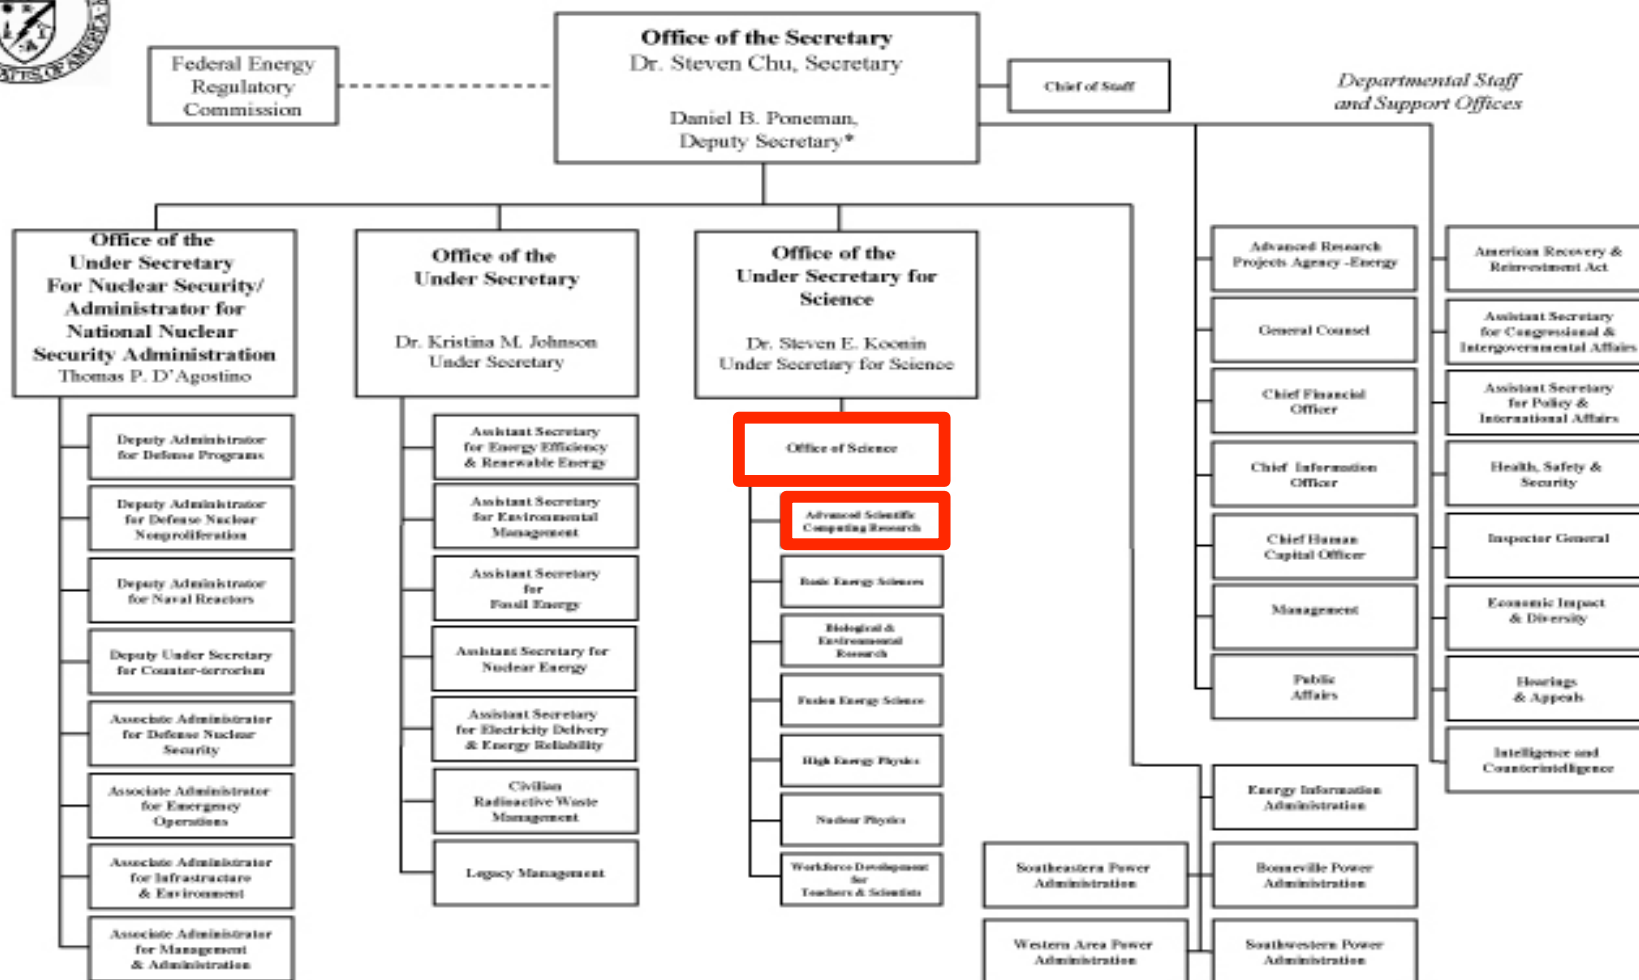 ATES OF AMERICA
Federal Energy
Regulatory
Commission
Office of the Secretary
Dr. Steven Chu, Secretary
Daniel B. Poneman,
Deputy Secretary*
Chief of Staff
Departmental Staff
and Support Offices
Office of the
Under Secretary
For Nuclear Security/
Administrator for
National Nuclear
Security Administration
Thomas P. D'Agostino
Deputy Administrator
for Defense Programs
Deputy Administrator
for Defense Nuclear
Nonproliferation
Deputy Administrator
for Naval Reactors
Deputy Under Secretary
for Counter-terrorism
Associate Administrator
for Defense Nuclear
Security
Associate Administrator
for Emergency
Operations
Associate Administrator
for Infrastructure
& Environment
Associate Administrator
for Management
& Administration
Office of the
Under Secretary
Dr. Kristina M. Johnson
Under Secretary
Assistant Secretary
for Energy Efficiency
& Renewable Energy
Assistant Secretary
for Environmental
Management
Assistant Secretary
for
Fossil Energy
Assistant Secretary for
Nuclear Energy
Assistant Secretary
for Electricity Delivery
& Energy Reliability
Civilian
Radioactive Waste
Management
Legacy Management
Office of the
Under Secretary for
Science
Dr. Steven E. Koonin
Under Secretary for Science
Office of Science
Advanced Scientific
Computing Research
Basic Energy Sciences
Biological &
Environmental
Research
Fusion Energy Science
High Energy Physics
Nuclear Physics
Workforce Development
for
Teachers & Scientists
Advanced Research
Projects Agency -Energy
General Counsel
Chief Financial
Officer
Chief Information
Officer
Chief Human
Capital Officer
Management
Public
Affairs
American Recovery &
Reinvestment Act
Assistant Secretary
for Congressional &
Intergovernmental Affairs
Assistant Secretary
for Policy &
International Affairs
Health, Safety &
Security
Inspector General
Economic Impact
& Diversity
Hearings
& Appeals
Intelligence and
Counterintelligence
Energy Information
Administration
Southeastern Power
Administration
Bonneville Power
Administration
Western Area Power
Administration
Southwestern Power
Administration